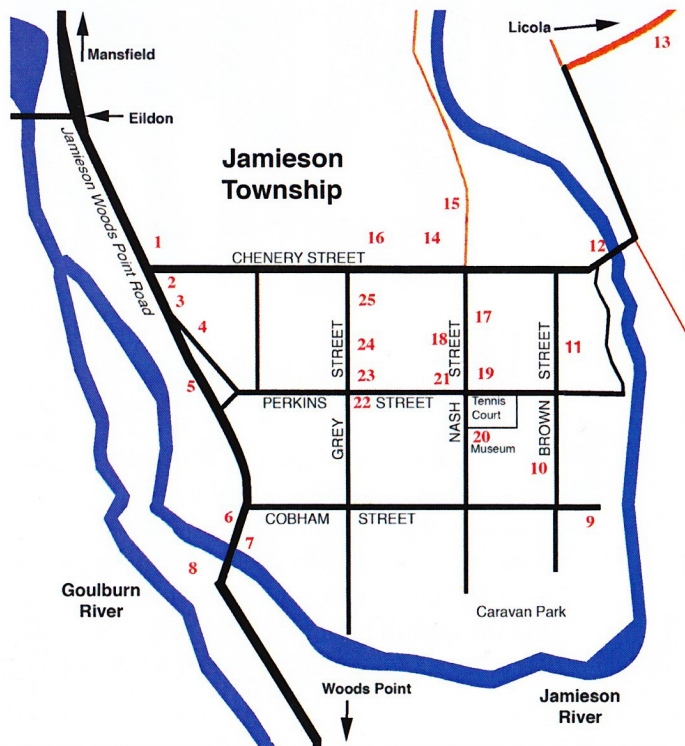 Licola
13
Mansfield
Eildon
Jamieson Woods Point Road
Jamieson
Township
15
1
16
14
12
CHENERY STREET
2
3
25
4
17
24
18
11
STREET
STREET
STREET
23
21
19
5
PERKINS
22
STREET
Tennis
Court
GREY
NASH
BROWN
20
Museum
10
6
COBHAM
STREET
9
7
8
Goulburn
River
Caravan Park
Woods Point
Jamieson
River